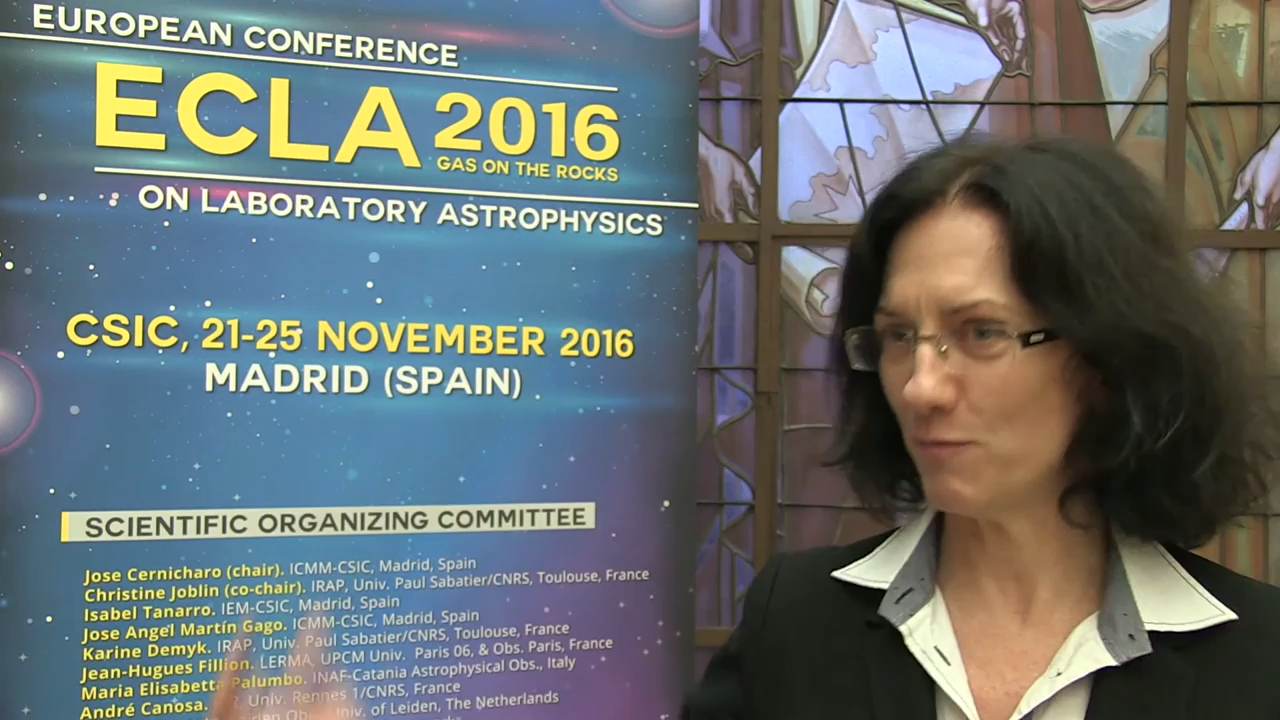 EUROPEAN CONFERENCE
ECLA 2016
GAS ON THE ROCKS
ON LABORATORY ASTROPHYSICS
CSIC, 21-25 NOVEMBER 2016
MADRID (SPAIN)
SCIENTIFIC ORGANIZING COMMITTEE
Jose Cernicharo (chair). ICMM-CSIC, Madrid, Spain
Christine Joblin (co-chair). IRAP, Univ. Paul Sabatier/CNRS, Toulouse, France
Isabel Tanarro. IEM-CSIC, Madrid, Spain
Jose Angel Martín Gago. ICMM-CSIC, Madrid, Spain
Karine Demyk. IRAP, Univ. Paul Sabatier/CNRS, Toulouse, France
Jean-Hugues Fillion. LERMA, UPCM Univ. Paris 06, & Obs. Paris, France
Maria Elisabetta Palumbo. INAF-Catania Astrophysical Obs., Italy
André Canosa. Univ. Rennes 1/CNRS, France
Univ. of Leiden, The Netherlands